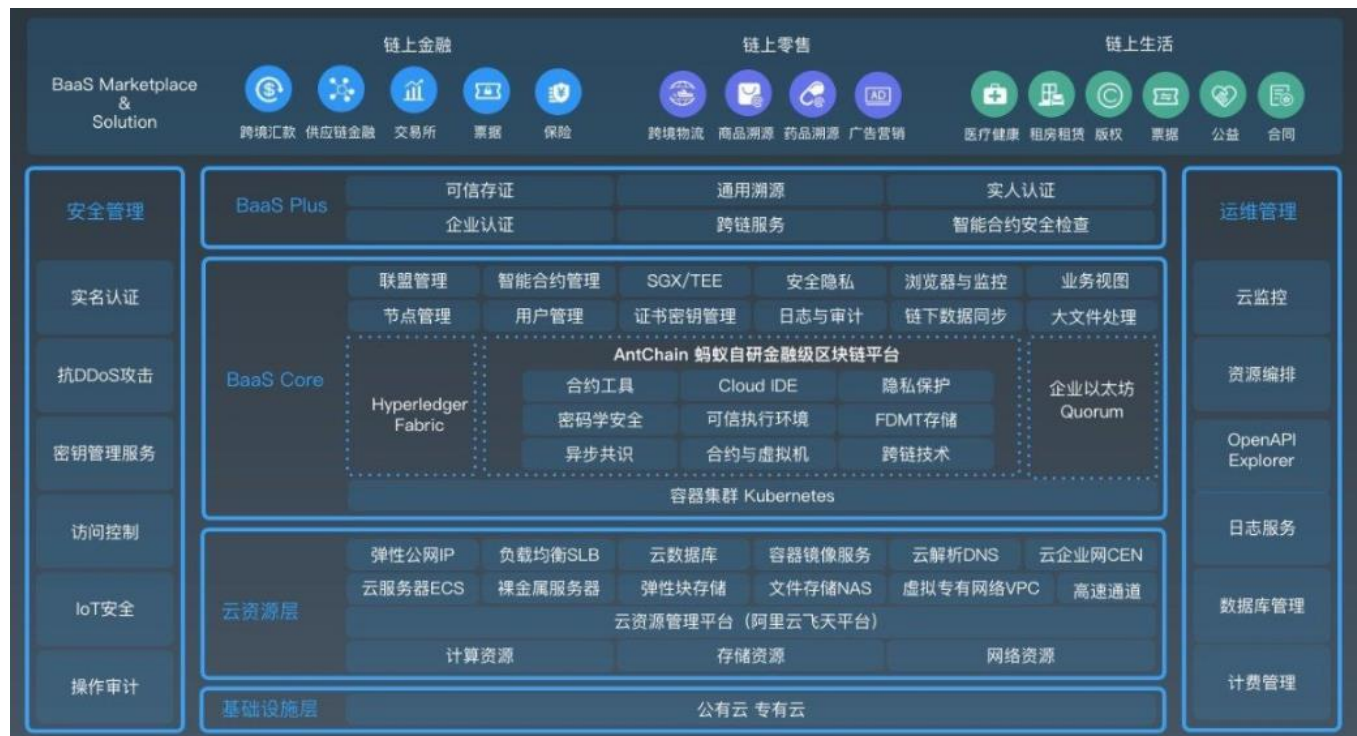 链上金融 链上零售 链上生活
BaaS Marketplace
&
Solution
跨境汇款 供应链金融 交易所 票据 保险 跨境物流 商品溯源 药品溯源 广告营销 医疗健康 租房租赁 版权 票据 公益 合同
AD
安全管理
实名认证
抗DDoS攻击
密钥管理服务
访问控制
IoT安全
操作审计
BaaS Plus
可信存证 通用溯源 实人认证
企业认证 跨链服务 智能合约安全检查
BaaS Core
联盟管理 智能合约管理 SGX/TEE 安全隐私 浏览器与监控 业务视图
节点管理 用户管理 证书密钥管理 日志与审计 链下数据同步 大文件处理
Hyperledger
Fabric
AntChain 蚂蚁自研金融级区块链平台
合约工具 Cloud IDE 隐私保护
密码学安全 可信执行环境 FDMT存储
异步共识 合约与虚拟机 跨链技术
企业以太坊
Quorum
容器集群 Kubernetes
云资源层
弹性公网IP 负载均衡SLB 云数据库 容器镜像服务 云解析DNS 云企业网CEN
云服务器ECS 裸金属服务器 弹性块存储 文件存储NAS 虚拟专有网络VPC 高速通道
云资源管理平台（阿里云飞天平台）
计算资源 存储资源 网络资源
基础设施层
公有云 专有云
运维管理
云监控
资源编排
OpenAPI
Explorer
日志服务
数据库管理
计费管理